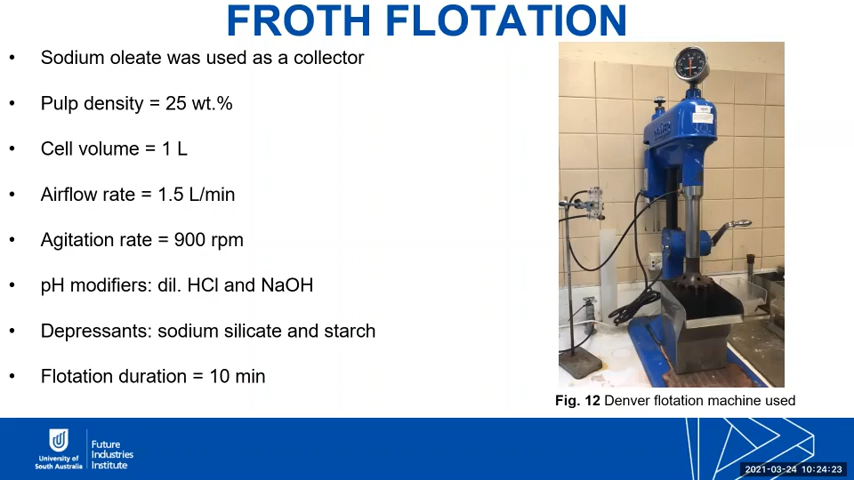 FROTH FLOTATION
• Sodium oleate was used as a collector
• Pulp density = 25 wt.%
• Cell volume = 1 L
• Airflow rate = 1.5 L/min
• Agitation rate = 900 rpm
• pH modifiers: dil. HCl and NaOH
• Depressants: sodium silicate and starch
• Flotation duration = 10 min
Fig. 12 Denver flotation machine used
University of
South Australia
Future
Industries
Institute
2021-03-24 10:24:23